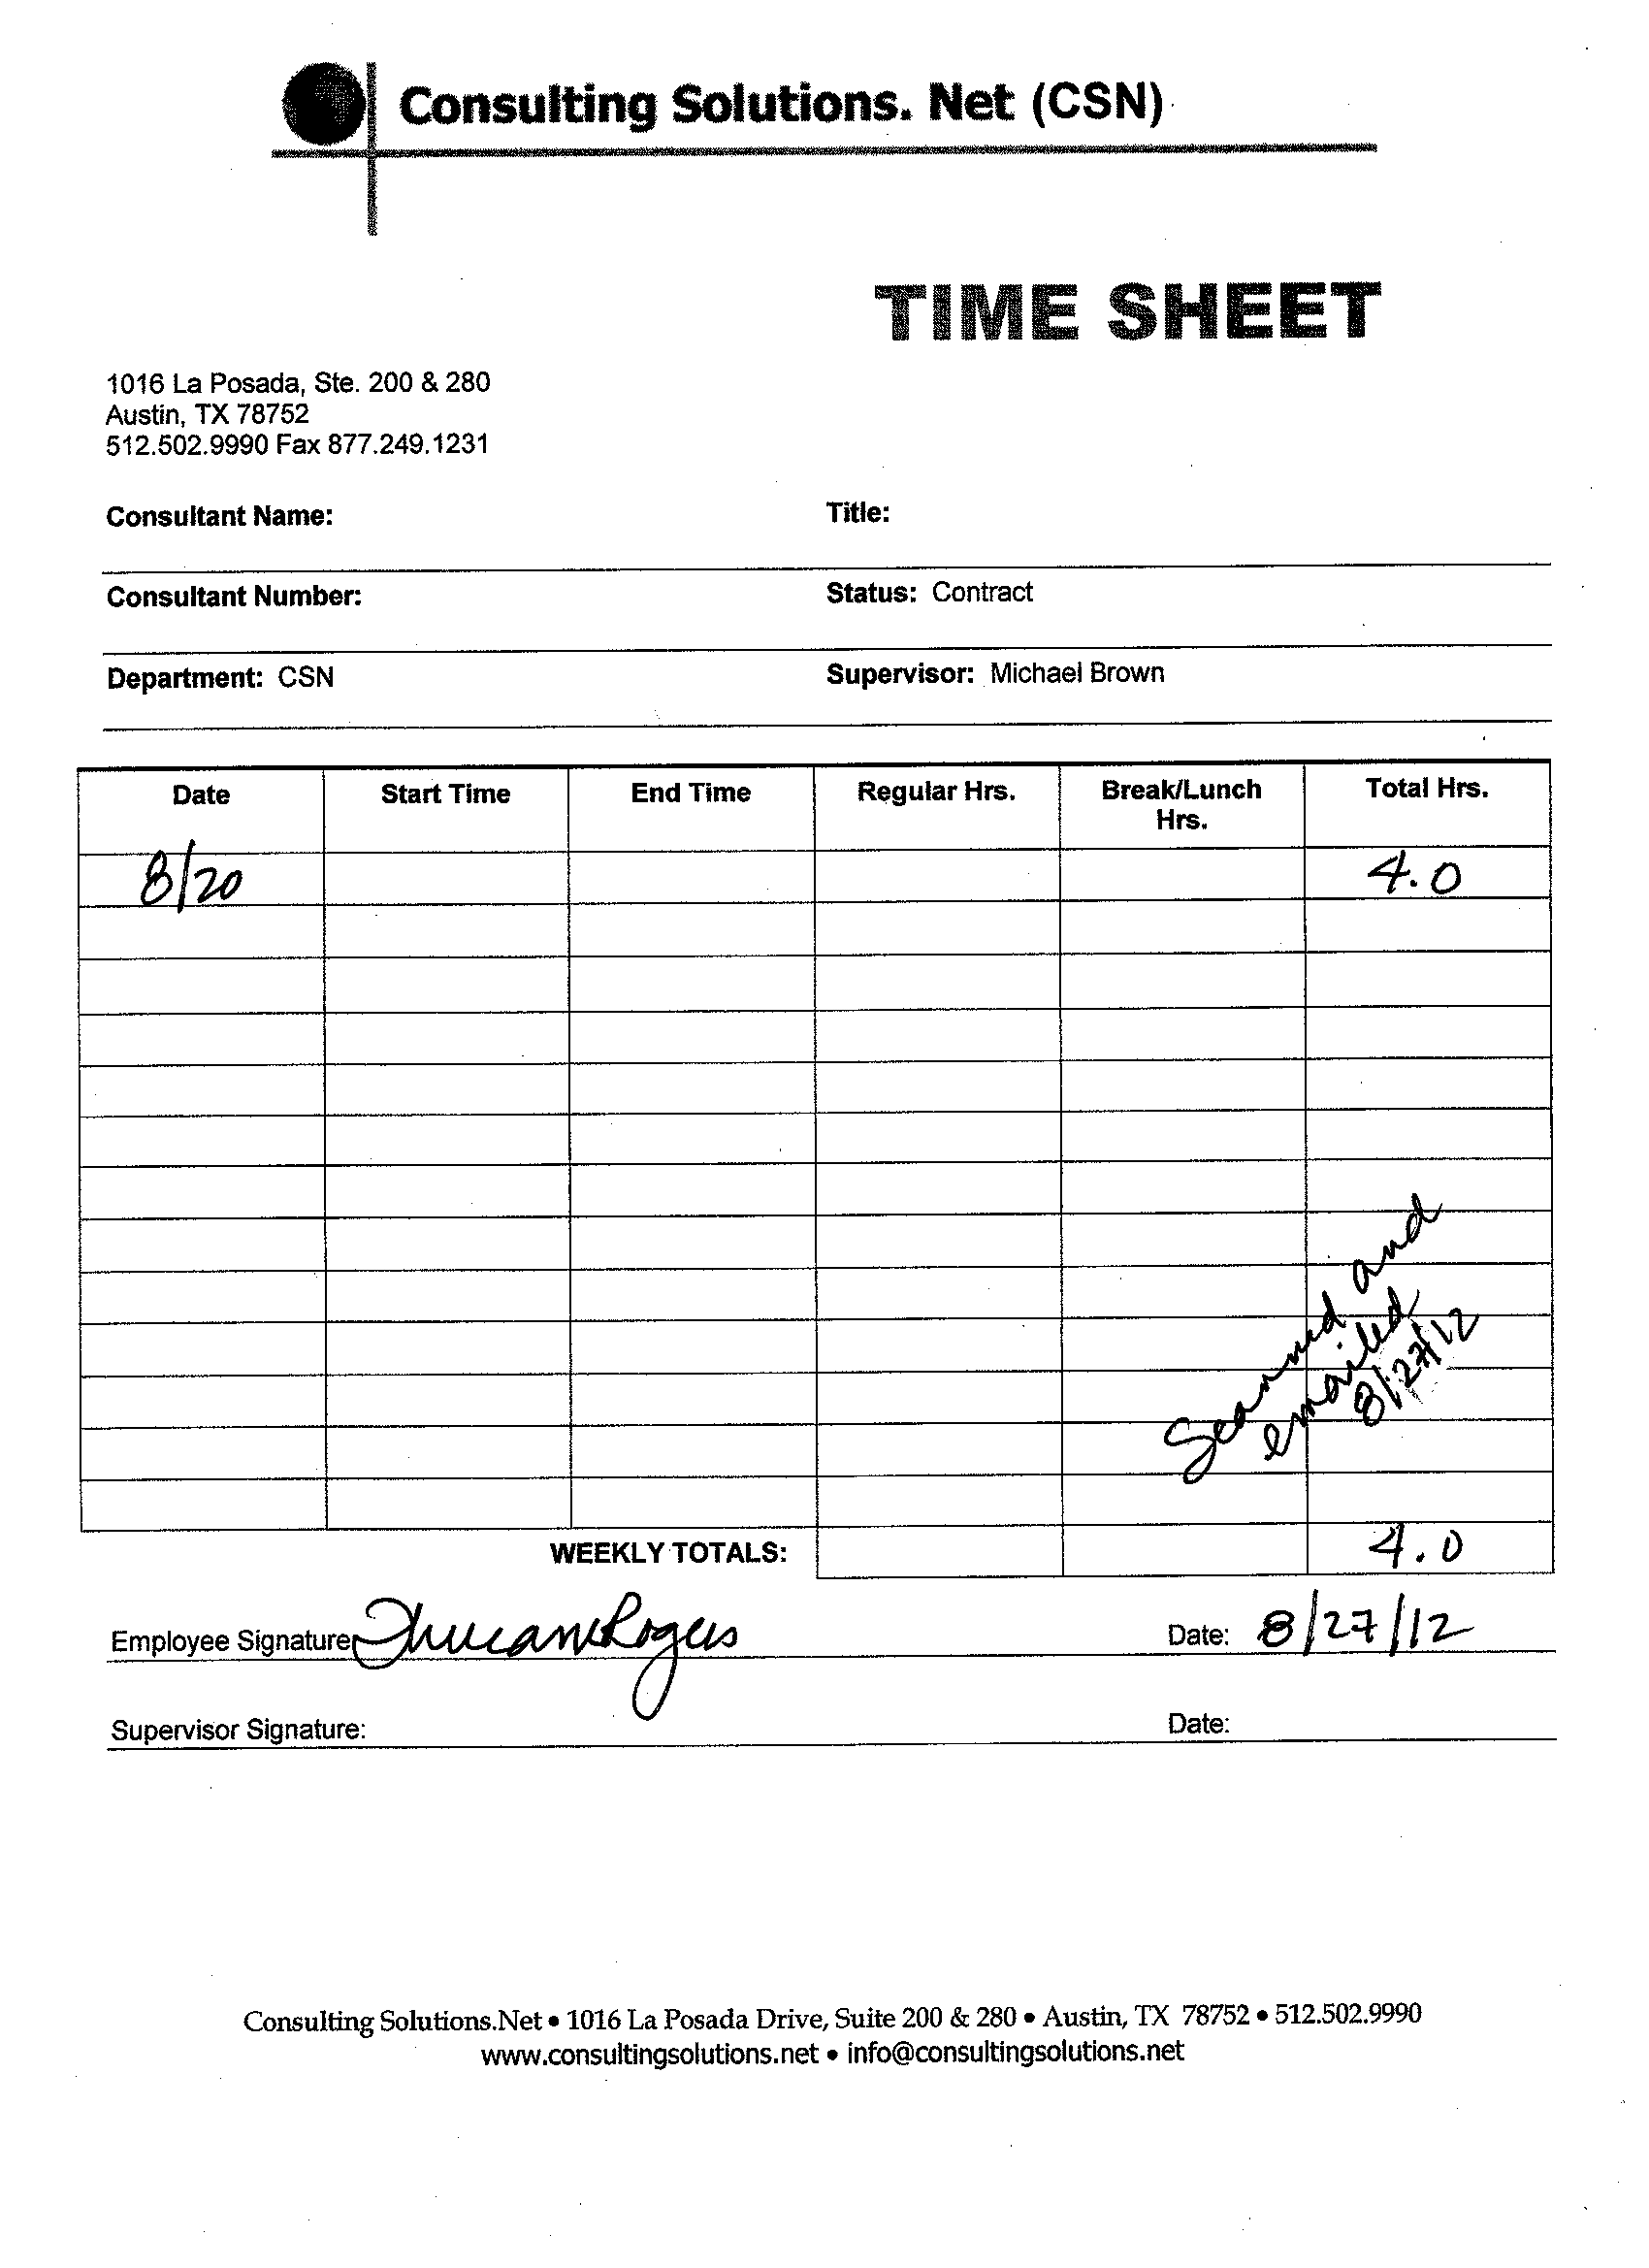 Consulting Solutions. Net (CSN)
TIME SHEET
1016 La Posada, Ste. 200 & 280
Austin, TX 78752
512.502.9990 Fax 877.249.1231
Consultant Name: Title:
Consultant Number: Status: Contract
Department: CSN Supervisor: Michael Brown
Date Start Time End Time Regular Hrs. Break/Lunch Hrs. Total Hrs.
8/20 4.0
Scanned and
emailed
8/27/12
WEEKLY TOTALS: 4.0
Employee Signature Rogers Date: 8/27/12
Supervisor Signature: Date:
Consulting Solutions.Net • 1016 La Posada Drive, Suite 200 & 280 • Austin, TX 78752 • 512.502.9990
www.consultingsolutions.net • info@consultingsolutions.net